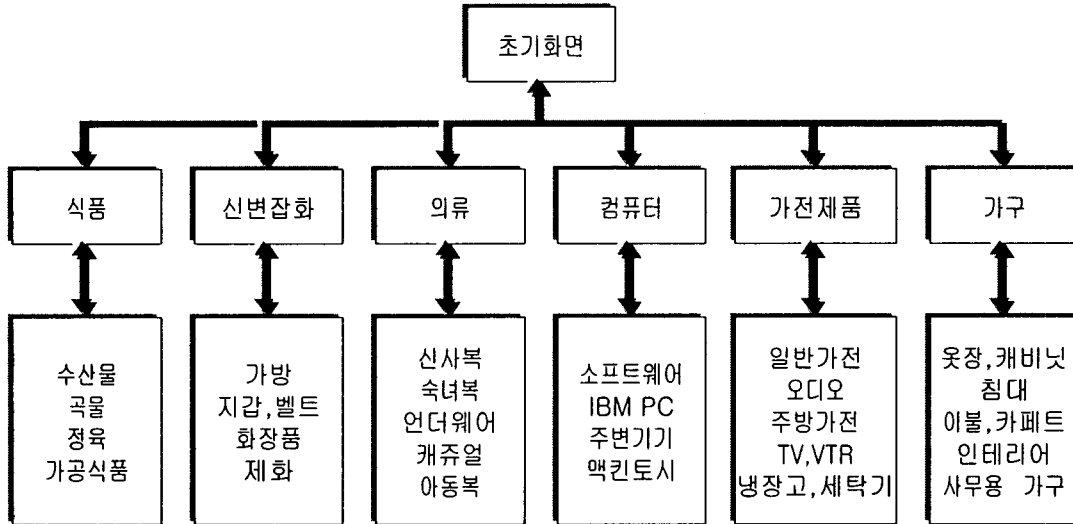 초기화면
식품
신변잡화
의류
컴퓨터
가전제품
가구
수산물
곡물
정육
가공식품
가방
지갑,벨트
화장품
제화
신사복
숙녀복
언더웨어
캐쥬얼
아동복
소프트웨어
IBM PC
주변기기
맥킨토시
일반가전
오디오
주방가전
TV,VTR
냉장고,세탁기
옷장,캐비닛
침대
이불,카페트
인테리어
사무용 가구